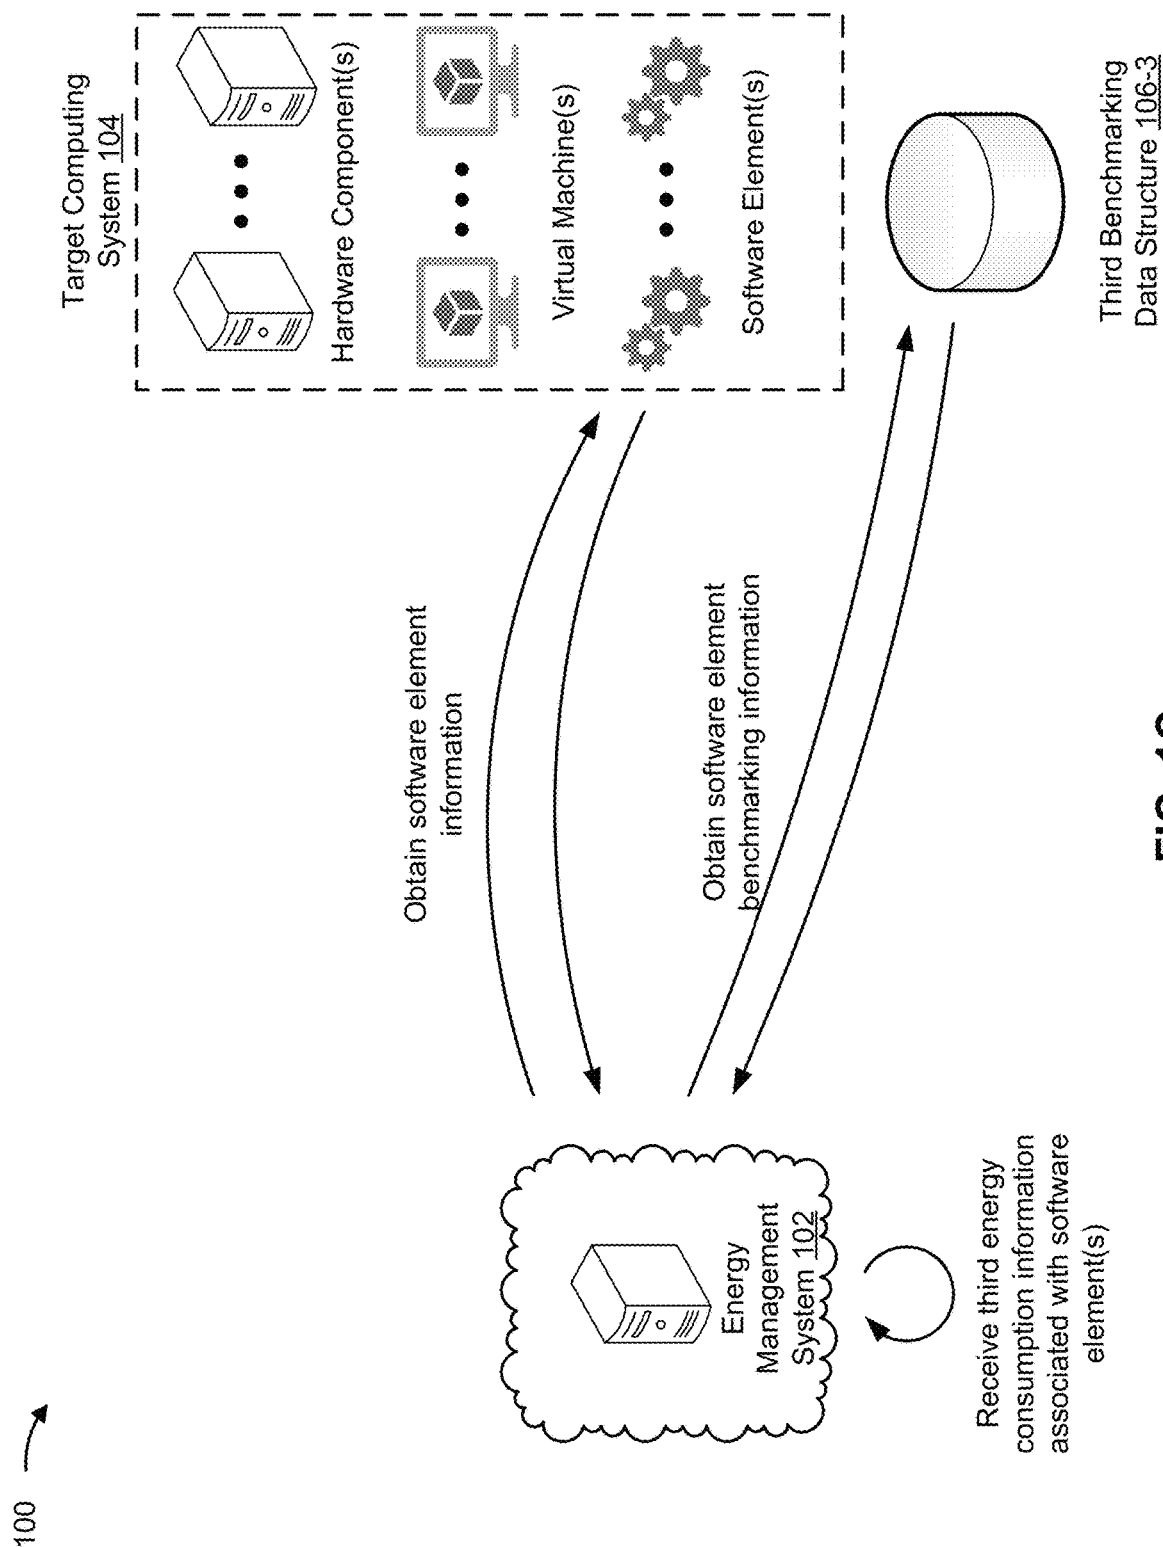 100
Target Computing
System 104
Hardware Component(s)
Virtual Machine(s)
Software Element(s)
Obtain software element
information
Obtain software element
benchmarking information
Energy
Management
System 102
Receive third energy
consumption information
associated with software
element(s)
Third Benchmarking
Data Structure 106-3